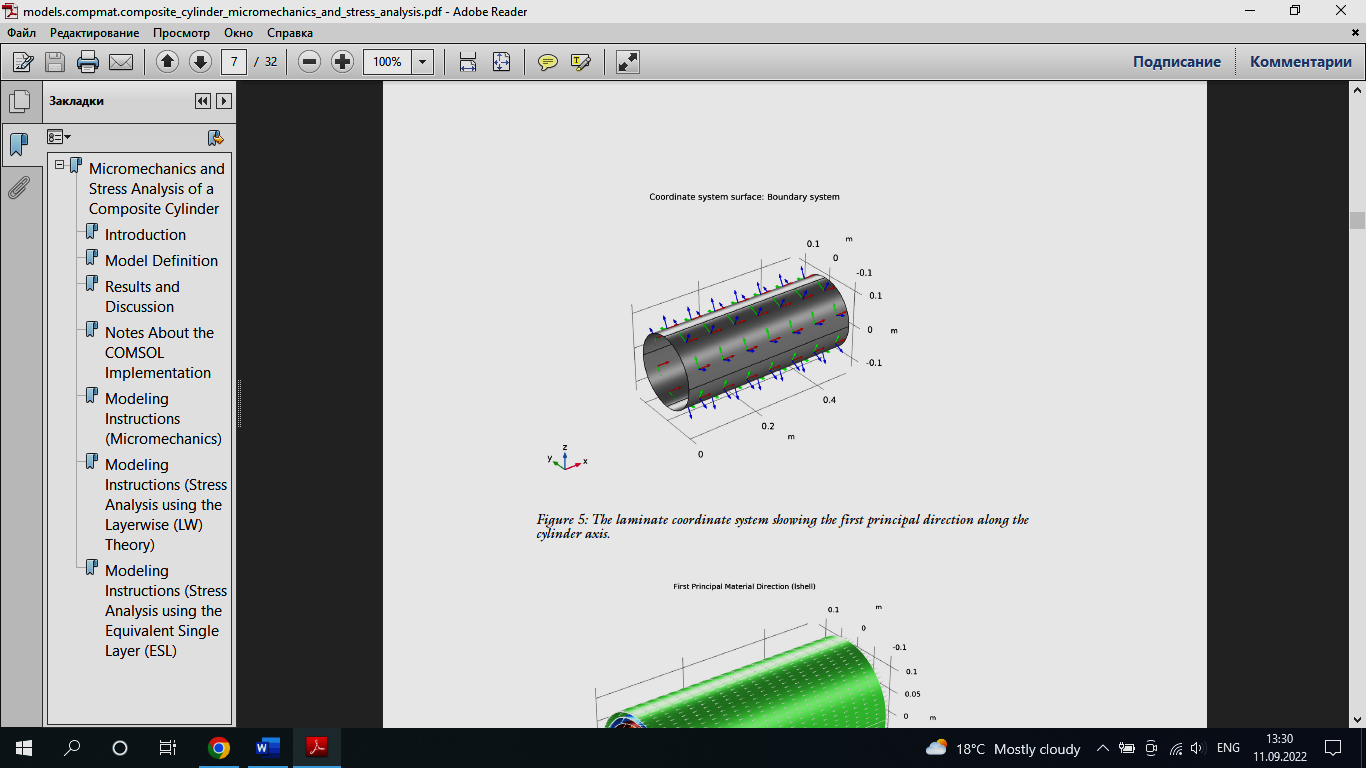 models.compmat.composite_cylinder_micromechanics_and_stress_analysis.pdf - Adobe Reader
Файл Редактирование Просмотр Окно Справка
7 / 32 100% Подписание Комментарии
Закладки
Micromechanics and
Stress Analysis of a
Composite Cylinder
Introduction
Model Definition
Results and
Discussion
Notes About the
COMSOL
Implementation
Modeling
Instructions
(Micromechanics)
Modeling
Instructions (Stress
Analysis using the
Layerwise (LW)
Theory)
Modeling
Instructions (Stress
Analysis using the
Equivalent Single
Layer (ESL)
Coordinate system surface: Boundary system
0.1 m
0
-0.1
0.1
0 m
-0.1
0.4
0.2
m
0
z
y x
Figure 5: The laminate coordinate system showing the first principal direction along the
cylinder axis.
First Principal Material Direction (lshell)
0.1 m
0
-0.1
0.1
0.05
0 m
18°C Mostly cloudy ENG
13:30
11.09.2022